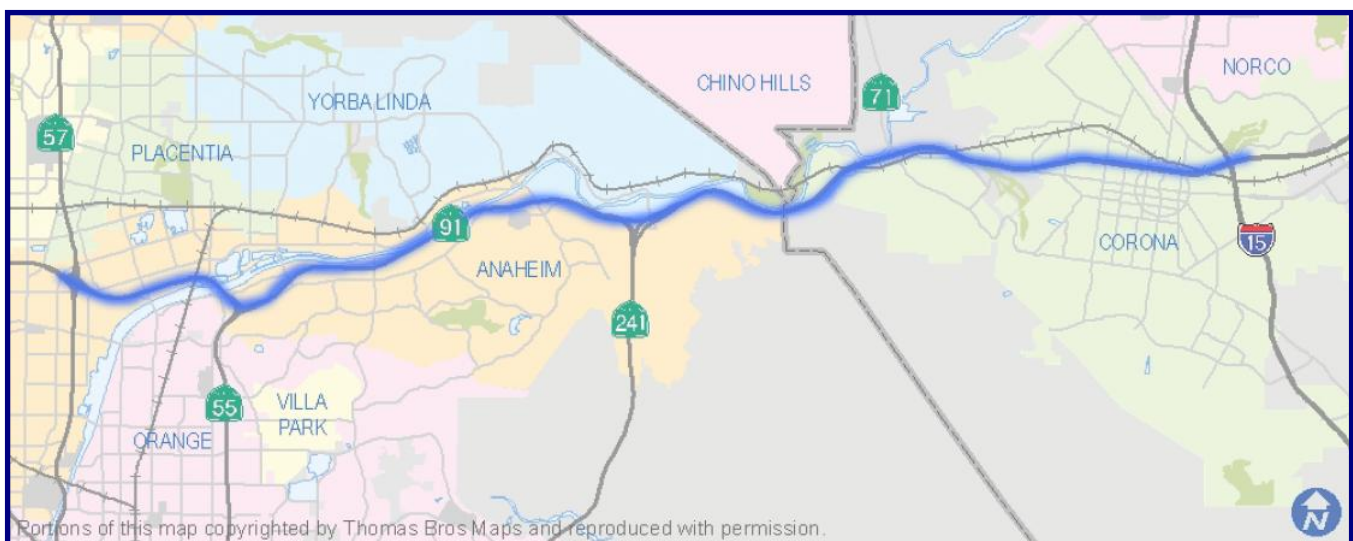 NORCO
CHINO HILLS
71
YORBA LINDA
57
PLACENTIA
91
15
CORONA
ANAHEIM
241
55
VILLA
PARK
ORANGE
Portions of this map copyrighted by Thomas Bros Maps and reproduced with permission.
N